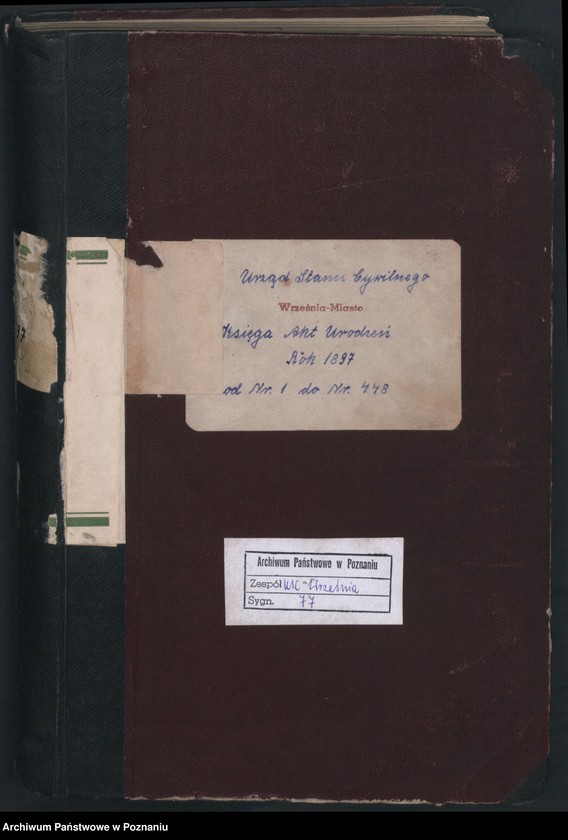 Urząd Stanu Cywilnego
Września-Miasto
Księga Akt Urodzeń
Rok 1897
od Nr. 1 do Nr. 448
97
Archiwum Państwowe w Poznaniu
Zespół USC-Września
Sygn. 77
Archiwum Państwowe w Poznaniu